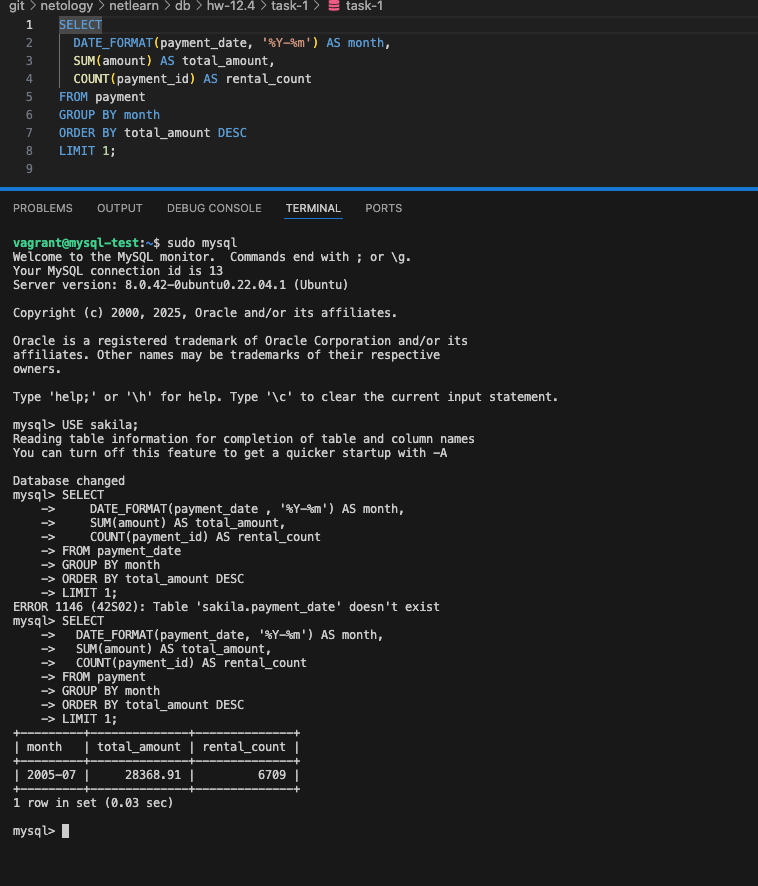 git > netology > netlearn > db > hw-12.4 > task-1 > task-1
1 SELECT
2   DATE_FORMAT(payment_date, '%Y-%m') AS month,
3   SUM(amount) AS total_amount,
4   COUNT(payment_id) AS rental_count
5 FROM payment
6 GROUP BY month
7 ORDER BY total_amount DESC
8 LIMIT 1;
9
PROBLEMS OUTPUT DEBUG CONSOLE TERMINAL PORTS
vagrant@mysql-test:~$ sudo mysql
Welcome to the MySQL monitor.  Commands end with ; or \g.
Your MySQL connection id is 13
Server version: 8.0.42-0ubuntu0.22.04.1 (Ubuntu)
Copyright (c) 2000, 2025, Oracle and/or its affiliates.
Oracle is a registered trademark of Oracle Corporation and/or its
affiliates. Other names may be trademarks of their respective
owners.
Type 'help;' or '\h' for help. Type '\c' to clear the current input statement.
mysql> USE sakila;
Reading table information for completion of table and column names
You can turn off this feature to get a quicker startup with -A
Database changed
mysql> SELECT
    ->     DATE_FORMAT(payment_date , '%Y-%m') AS month,
    ->     SUM(amount) AS total_amount,
    ->     COUNT(payment_id) AS rental_count
    -> FROM payment_date
    -> GROUP BY month
    -> ORDER BY total_amount DESC
    -> LIMIT 1;
ERROR 1146 (42S02): Table 'sakila.payment_date' doesn't exist
mysql> SELECT
    ->   DATE_FORMAT(payment_date, '%Y-%m') AS month,
    ->   SUM(amount) AS total_amount,
    ->   COUNT(payment_id) AS rental_count
    -> FROM payment
    -> GROUP BY month
    -> ORDER BY total_amount DESC
    -> LIMIT 1;
+---------+--------------+--------------+
| month   | total_amount | rental_count |
+---------+--------------+--------------+
| 2005-07 |     28368.91 |         6709 |
+---------+--------------+--------------+
1 row in set (0.03 sec)
mysql>